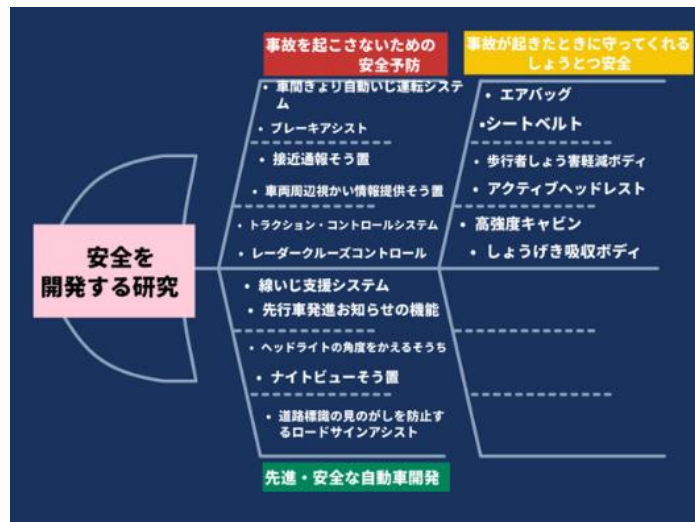 事故を起こさないための
安全予防
事故が起きたときに守ってくれる
しょうとつ安全
• 車間きょり自動いじ運転システ
ム
• ブレーキアシスト
• 接近通報そう置
• 車両周辺視かい情報提供そう置
• トラクション・コントロールシステム
• レーダークルーズコントロール
• エアバッグ
•シートベルト
• 歩行者しょう害軽減ボディ
• アクティブヘッドレスト
• 高強度キャビン
• しょうげき吸収ボディ
安全を
開発する研究
• 線いじ支援システム
• 先行車発進お知らせの機能
• ヘッドライトの角度をかえるそうち
• ナイトビューそう置
• 道路標識の見のがしを防止す
るロードサインアシスト
先進・安全な自動車開発